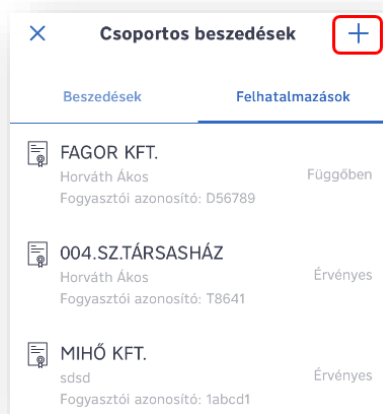 Csoportos beszedések
Beszedések Felhatalmazások
FAGOR KFT.
Horváth Ákos Függőben
Fogyasztói azonosító: D56789
004.SZ.TÁRSASHÁZ
Horváth Ákos Érvényes
Fogyasztói azonosító: T8641
MIHŐ KFT.
sdsd Érvényes
Fogyasztói azonosító: 1abcd1